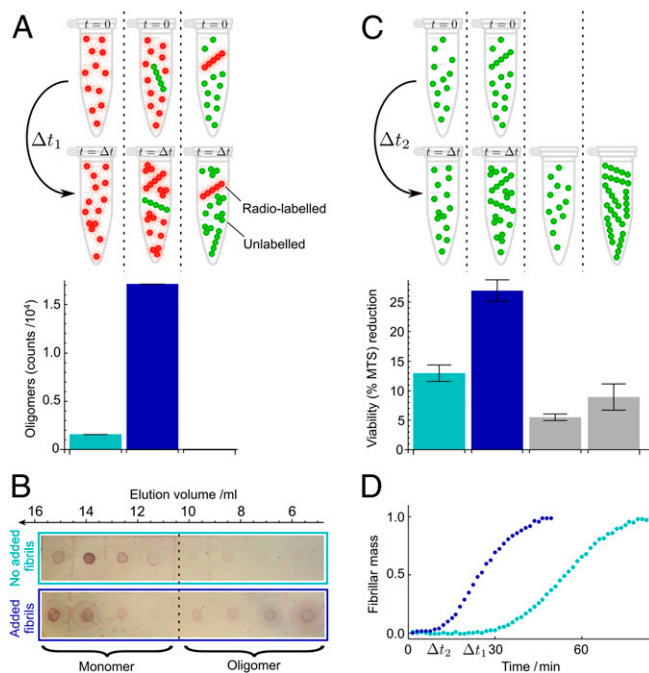 A
t = 0
t = 0
t = 0
Δt₁
t = Δt
t = Δt
t = Δt
Radio-labelled
Unlabelled
Oligomers (counts /10⁴)
1.5
1.0
0.5
0
B
Elution volume /ml
16
14
12
10
8
6
No added
fibrils
Added
fibrils
Monomer
Oligomer
C
t = 0
t = 0
Δt₂
t = Δt
t = Δt
Viability (% MTS) reduction
25
20
15
10
5
0
D
Fibrillar mass
1.0
0.5
0.0
0
Δt₂
Δt₁
30
60
Time / min